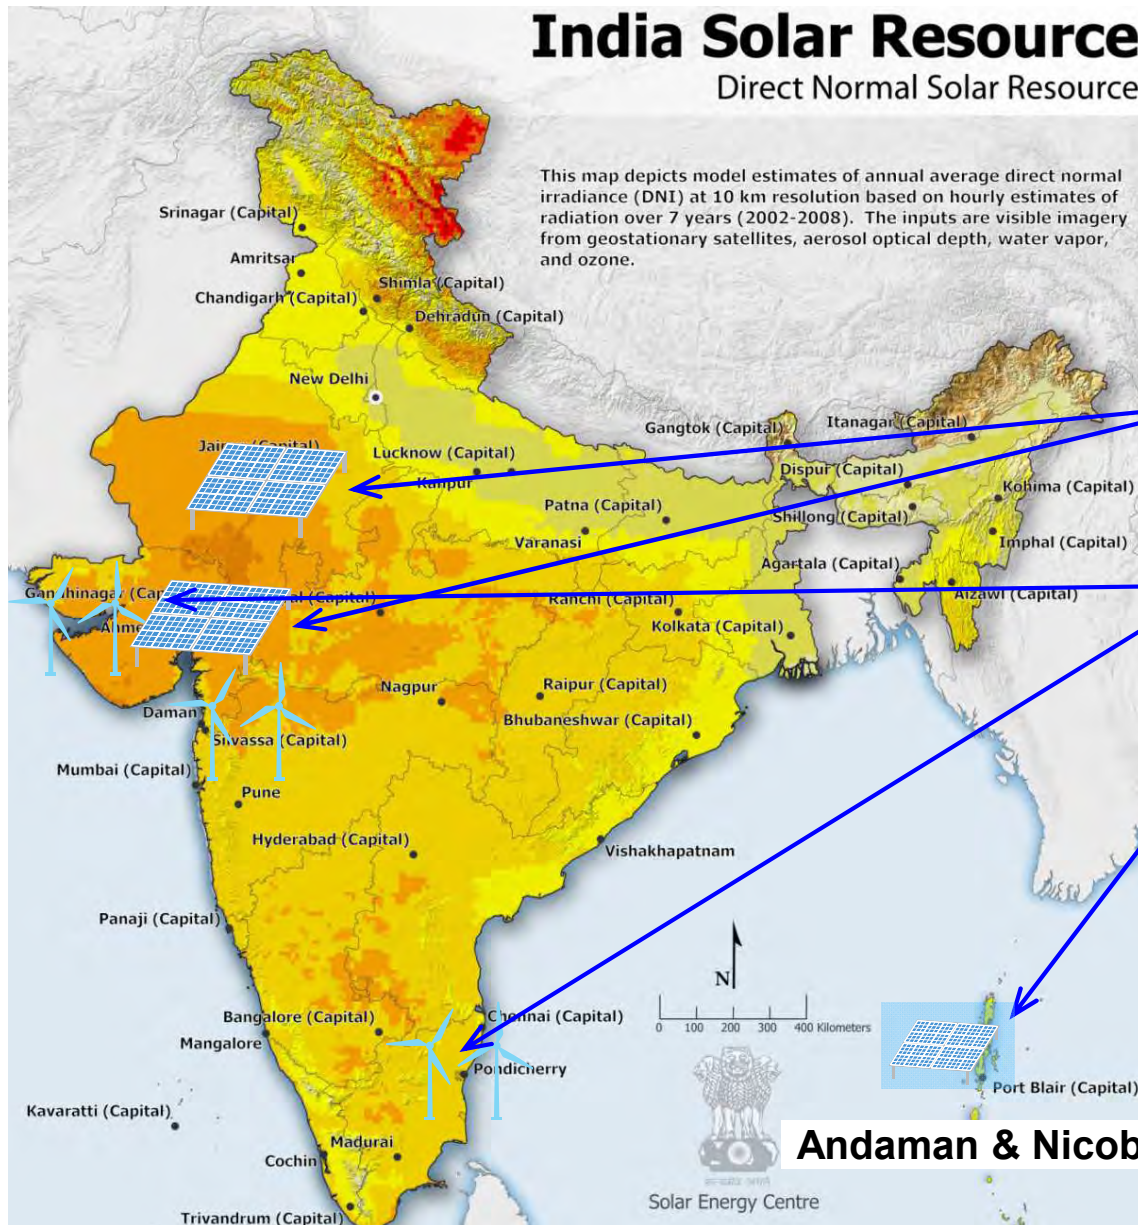 India Solar Resource
Direct Normal Solar Resource
This map depicts model estimates of annual average direct normal
irradiance (DNI) at 10 km resolution based on hourly estimates of
radiation over 7 years (2002-2008). The inputs are visible imagery
from geostationary satellites, aerosol optical depth, water vapor,
and ozone.
Srinagar (Capital)
Amritsar
Shimla (Capital)
Chandigarh (Capital)
Dehradun (Capital)
New Delhi
Gangtok (Capital)
Itanagar (Capital)
(Capital)
Lucknow (Capital)
Dispur (Capital)
Kanpur
Kohima (Capital)
Patna (Capital)
Shillong (Capital)
Varanasi
Imphal (Capital)
Agartala (Capital)
Aizawl (Capital)
(Capital)
Ranchi (Capital)
Kolkata (Capital)
Nagpur
Raipur (Capital)
Daman
Bhubaneshwar (Capital)
Silvassa (Capital)
Mumbai (Capital)
Pune
Hyderabad (Capital)
Vishakhapatnam
Panaji (Capital)
N
Bangalore (Capital)
Chennai (Capital)
0 100 200 300 400 Kilometers
Mangalore
Pondicherry
Port Blair (Capital)
Kavaratti (Capital)
Madurai
Andaman & Nicob
Cochin
Solar Energy Centre
Trivandrum (Capital)